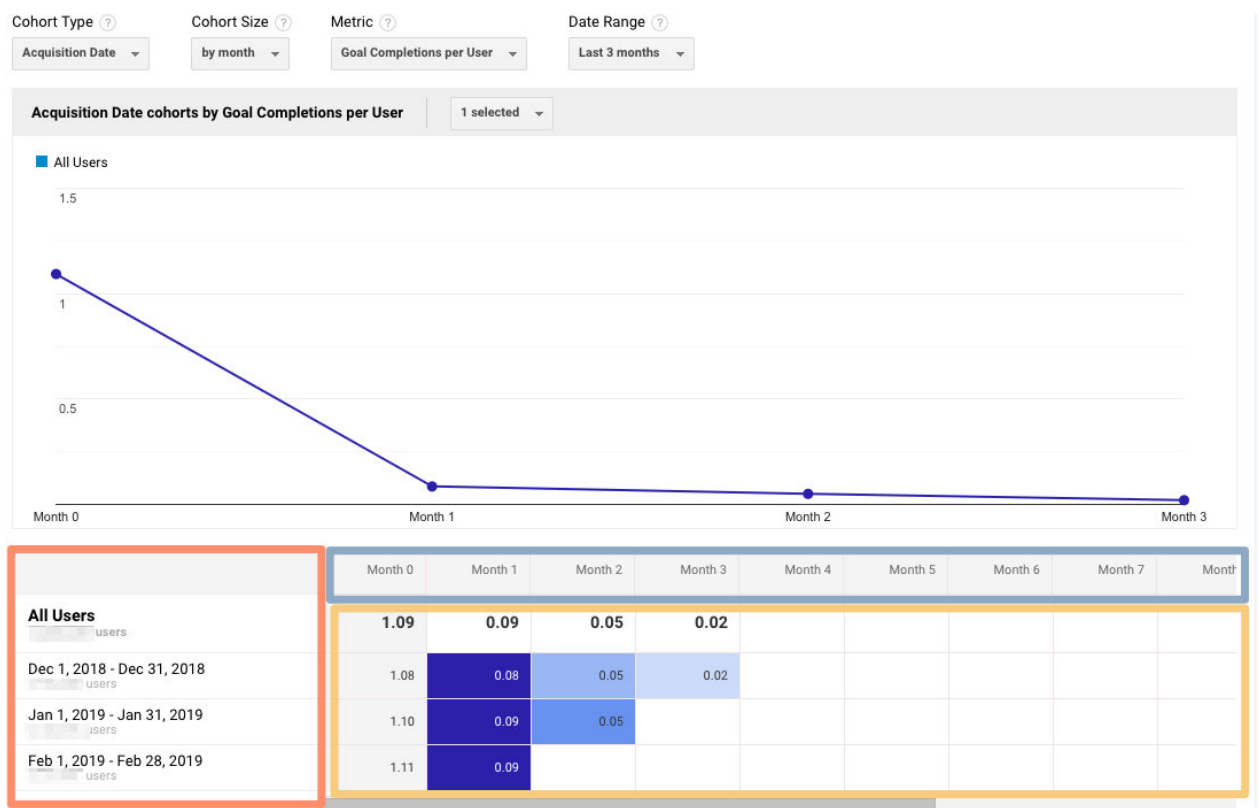 Cohort Type ? Cohort Size ? Metric ? Date Range ?
Acquisition Date by month Goal Completions per User Last 3 months
Acquisition Date cohorts by Goal Completions per User 1 selected
All Users
1.5
1
0.5
Month 0 Month 1 Month 2 Month 3
Month 0 Month 1 Month 2 Month 3 Month 4 Month 5 Month 6 Month 7 Month
All Users 1.09 0.09 0.05 0.02
users
Dec 1, 2018 - Dec 31, 2018 1.08 0.08 0.05 0.02
users
Jan 1, 2019 - Jan 31, 2019 1.10 0.09 0.05
users
Feb 1, 2019 - Feb 28, 2019 1.11 0.09
users